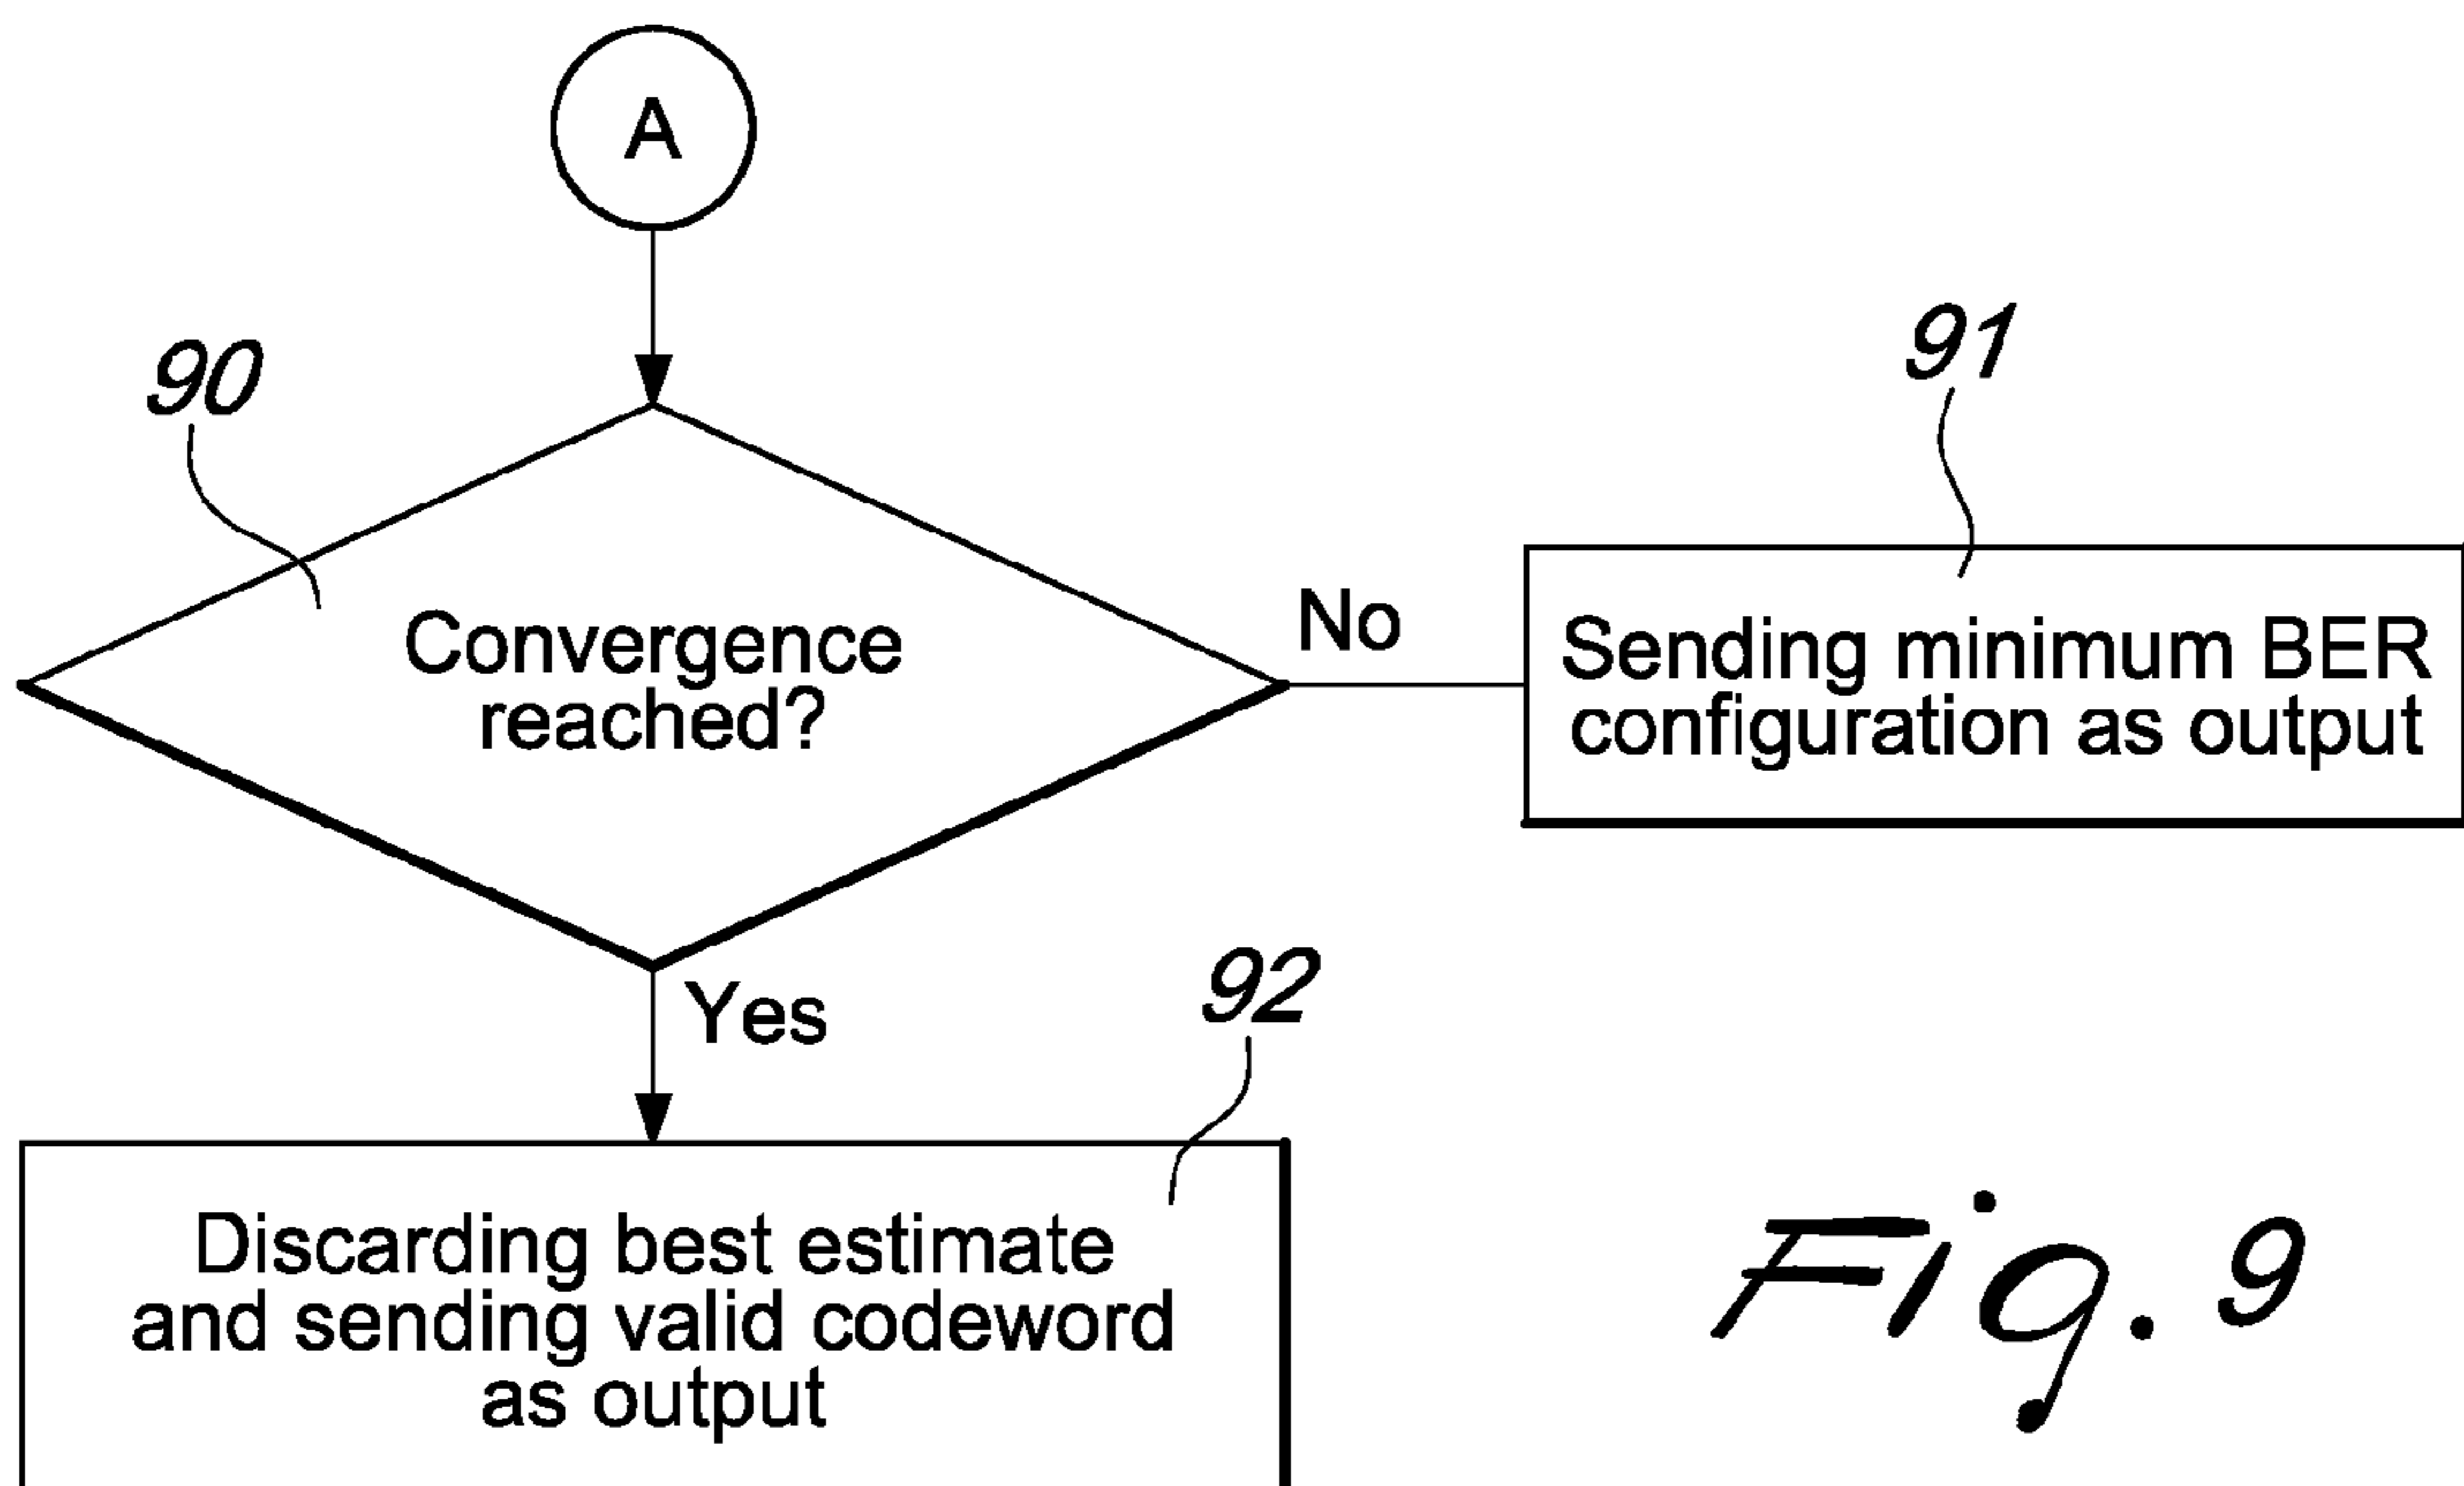 A
90
Convergence
reached?
No
91
Sending minimum BER
configuration as output
Yes
92
Discarding best estimate
and sending valid codeword
as output
Fig. 9